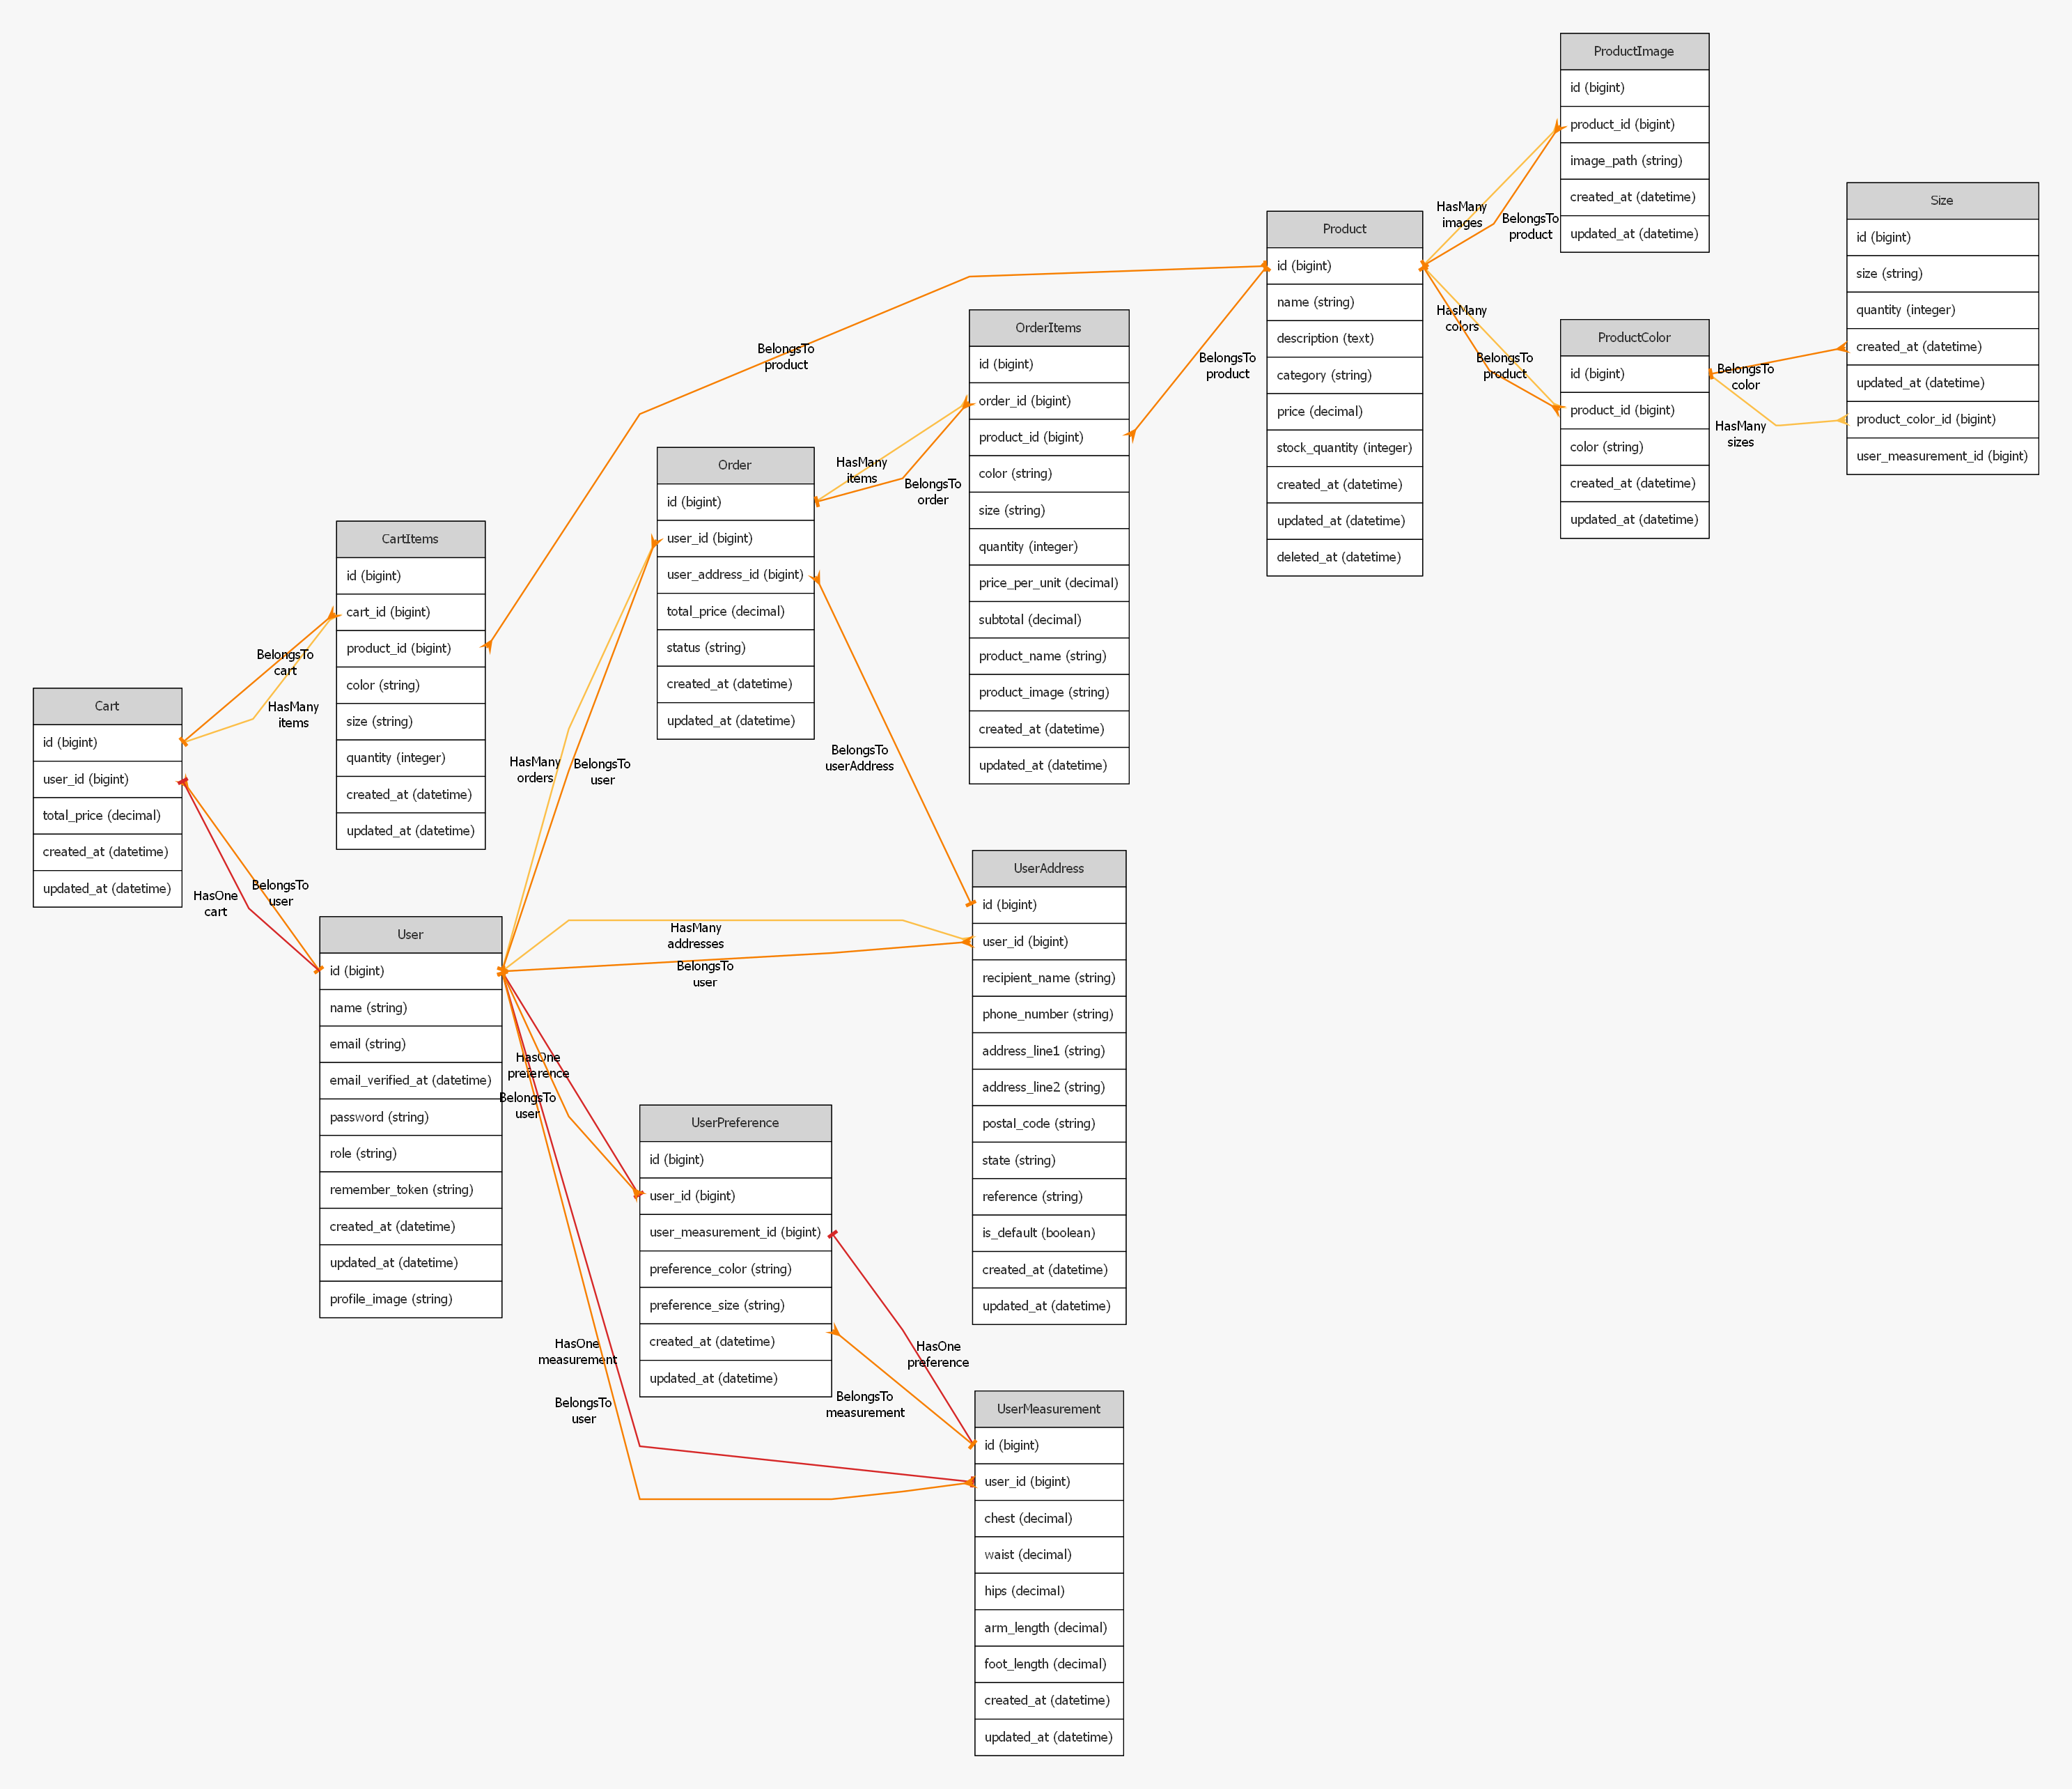 ProductImage
id (bigint)
product_id (bigint)
image_path (string)
created_at (datetime)
updated_at (datetime)
Size
id (bigint)
size (string)
quantity (integer)
created_at (datetime)
updated_at (datetime)
product_color_id (bigint)
user_measurement_id (bigint)
Product
id (bigint)
name (string)
description (text)
category (string)
price (decimal)
stock_quantity (integer)
created_at (datetime)
updated_at (datetime)
deleted_at (datetime)
HasMany
images
BelongsTo
product
HasMany
colors
BelongsTo
product
ProductColor
id (bigint)
product_id (bigint)
color (string)
created_at (datetime)
updated_at (datetime)
BelongsTo
color
HasMany
sizes
OrderItems
id (bigint)
order_id (bigint)
product_id (bigint)
color (string)
size (string)
quantity (integer)
price_per_unit (decimal)
subtotal (decimal)
product_name (string)
product_image (string)
created_at (datetime)
updated_at (datetime)
BelongsTo
product
BelongsTo
product
Order
id (bigint)
user_id (bigint)
user_address_id (bigint)
total_price (decimal)
status (string)
created_at (datetime)
updated_at (datetime)
HasMany
items
BelongsTo
order
CartItems
id (bigint)
cart_id (bigint)
product_id (bigint)
color (string)
size (string)
quantity (integer)
created_at (datetime)
updated_at (datetime)
BelongsTo
cart
HasMany
items
Cart
id (bigint)
user_id (bigint)
total_price (decimal)
created_at (datetime)
updated_at (datetime)
HasOne
cart
BelongsTo
user
HasMany
orders
BelongsTo
user
BelongsTo
userAddress
User
id (bigint)
name (string)
email (string)
email_verified_at (datetime)
password (string)
role (string)
remember_token (string)
created_at (datetime)
updated_at (datetime)
profile_image (string)
HasMany
addresses
BelongsTo
user
UserAddress
id (bigint)
user_id (bigint)
recipient_name (string)
phone_number (string)
address_line1 (string)
address_line2 (string)
postal_code (string)
state (string)
reference (string)
is_default (boolean)
created_at (datetime)
updated_at (datetime)
HasOne
preference
BelongsTo
user
UserPreference
id (bigint)
user_id (bigint)
user_measurement_id (bigint)
preference_color (string)
preference_size (string)
created_at (datetime)
updated_at (datetime)
HasOne
measurement
BelongsTo
user
HasOne
preference
BelongsTo
measurement
UserMeasurement
id (bigint)
user_id (bigint)
chest (decimal)
waist (decimal)
hips (decimal)
arm_length (decimal)
foot_length (decimal)
created_at (datetime)
updated_at (datetime)